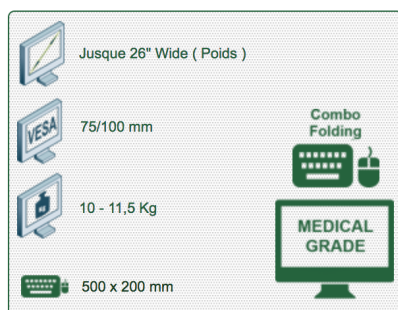 Jusque 26" Wide ( Poids )
VESA
75/100 mm
KG
10 - 11,5 Kg
500 x 200 mm
Combo
Folding
MEDICAL
GRADE